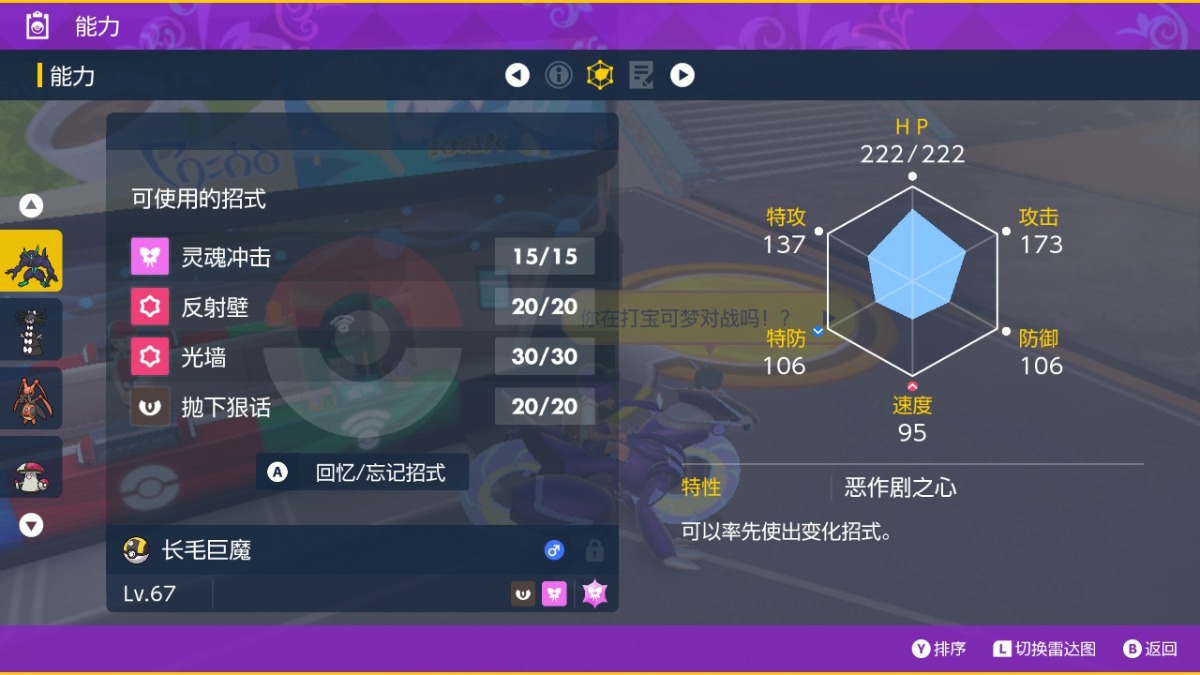 能力
能力
可使用的招式
灵魂冲击 15/15
反射壁 20/20
光墙 30/30
抛下狠话 20/20
A 回忆/忘记招式
长毛巨魔
Lv.67
HP
222/222
特攻
137
攻击
173
特防
106
防御
106
速度
95
特性 恶作剧之心
可以率先使出变化招式。
你在打宝可梦对战吗!?
Y 排序 L 切换雷达图 B 返回